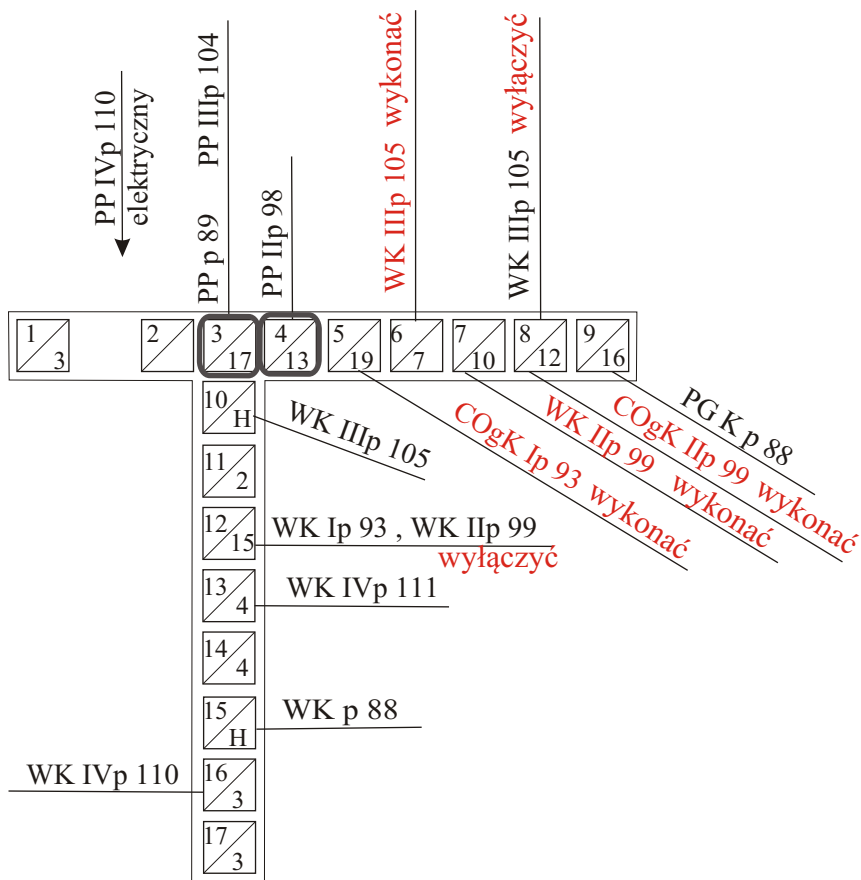 PP IVp 110
elektryczny
PP p 89 PP IIIp 104
PP IIp 98
WK IIIp 105 wykonać
WK IIIp 105 wyłączyć
1 3
2
3 17
4 13
5 19
6 7
7 10
8 12
9 16
PG K p 88
COgK IIp 99 wykonać
WK IIp 99 wykonać
COgK Ip 93 wykonać
10 H
WK IIIp 105
11 2
12 15
WK Ip 93 , WK IIp 99
wyłączyć
13 4
WK IVp 111
14 4
15 H
WK p 88
WK IVp 110
16 3
17 3